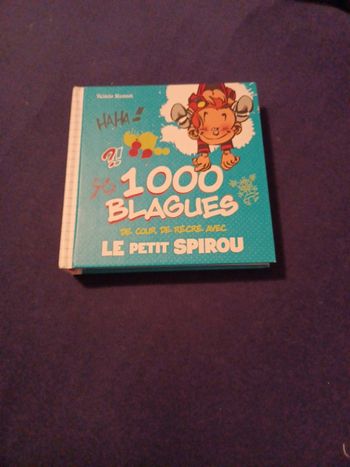 HAHA!!
?!
1000
BLAGUES
DE COUR DE RÉCRÉ AVEC
LE PETIT SPIROU